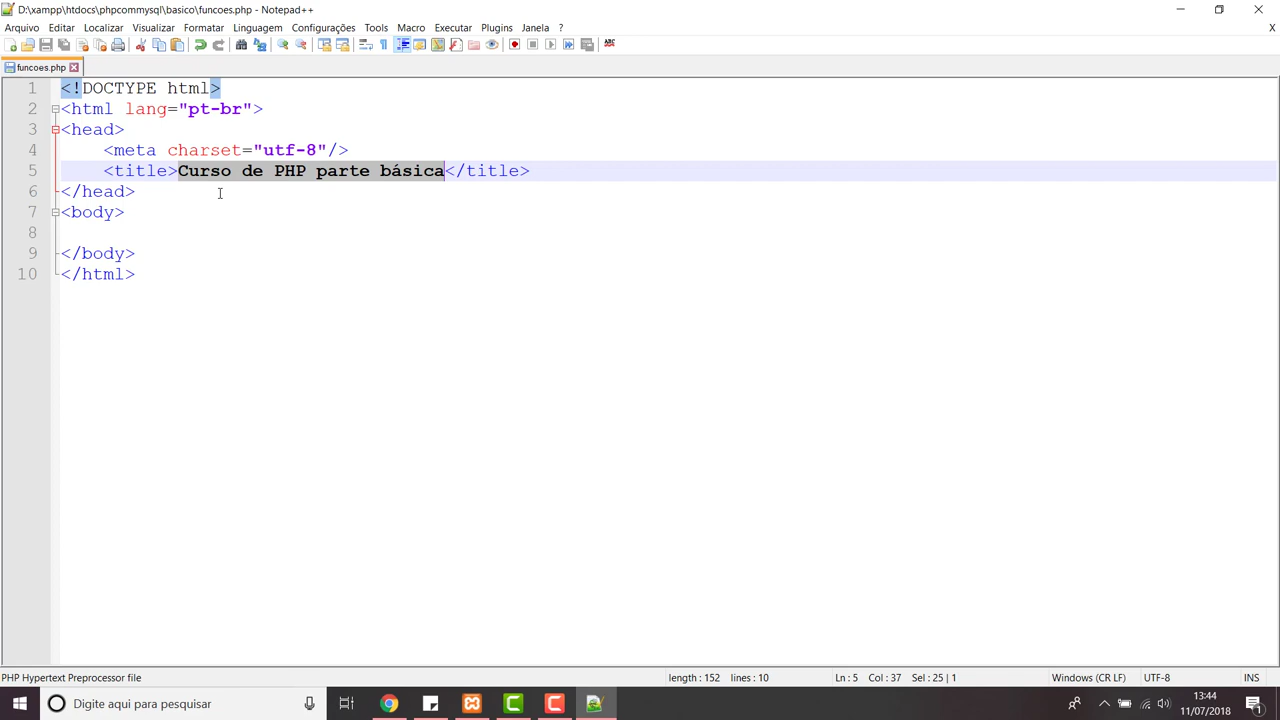 D:\xampp\htdocs\phpcommysql\basico\funcoes.php - Notepad++
Arquivo Editar Localizar Visualizar Formatar Linguagem Configurações Tools Macro Executar Plugins Janela ? X
funcoes.php
1 <!DOCTYPE html>
2 <html lang="pt-br">
3 <head>
4 <meta charset="utf-8"/>
5 <title>Curso de PHP parte básica</title>
6 </head>
7 <body>
8
9 </body>
10 </html>
PHP Hypertext Preprocessor file length : 152 lines : 10 Ln : 5 Col : 37 Sel : 25 | 1 Windows (CR LF) UTF-8 INS
Digite aqui para pesquisar 13:44
11/07/2018